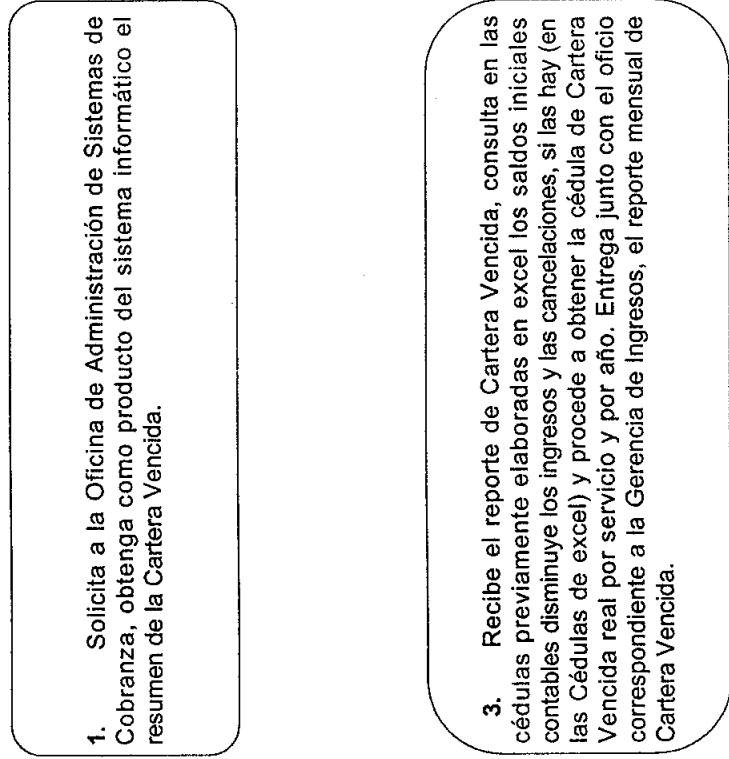 1. Solicita a la Oficina de Administración de Sistemas de
Cobranza, obtenga como producto del sistema informático el
resumen de la Cartera Vencida.
3. Recibe el reporte de Cartera Vencida, consulta en las
cédulas previamente elaboradas en excel los saldos iniciales
contables disminuye los ingresos y las cancelaciones, si las hay (en
las Cédulas de excel) y procede a obtener la cédula de Cartera
Vencida real por servicio y por año. Entrega junto con el oficio
correspondiente a la Gerencia de Ingresos, el reporte mensual de
Cartera Vencida.